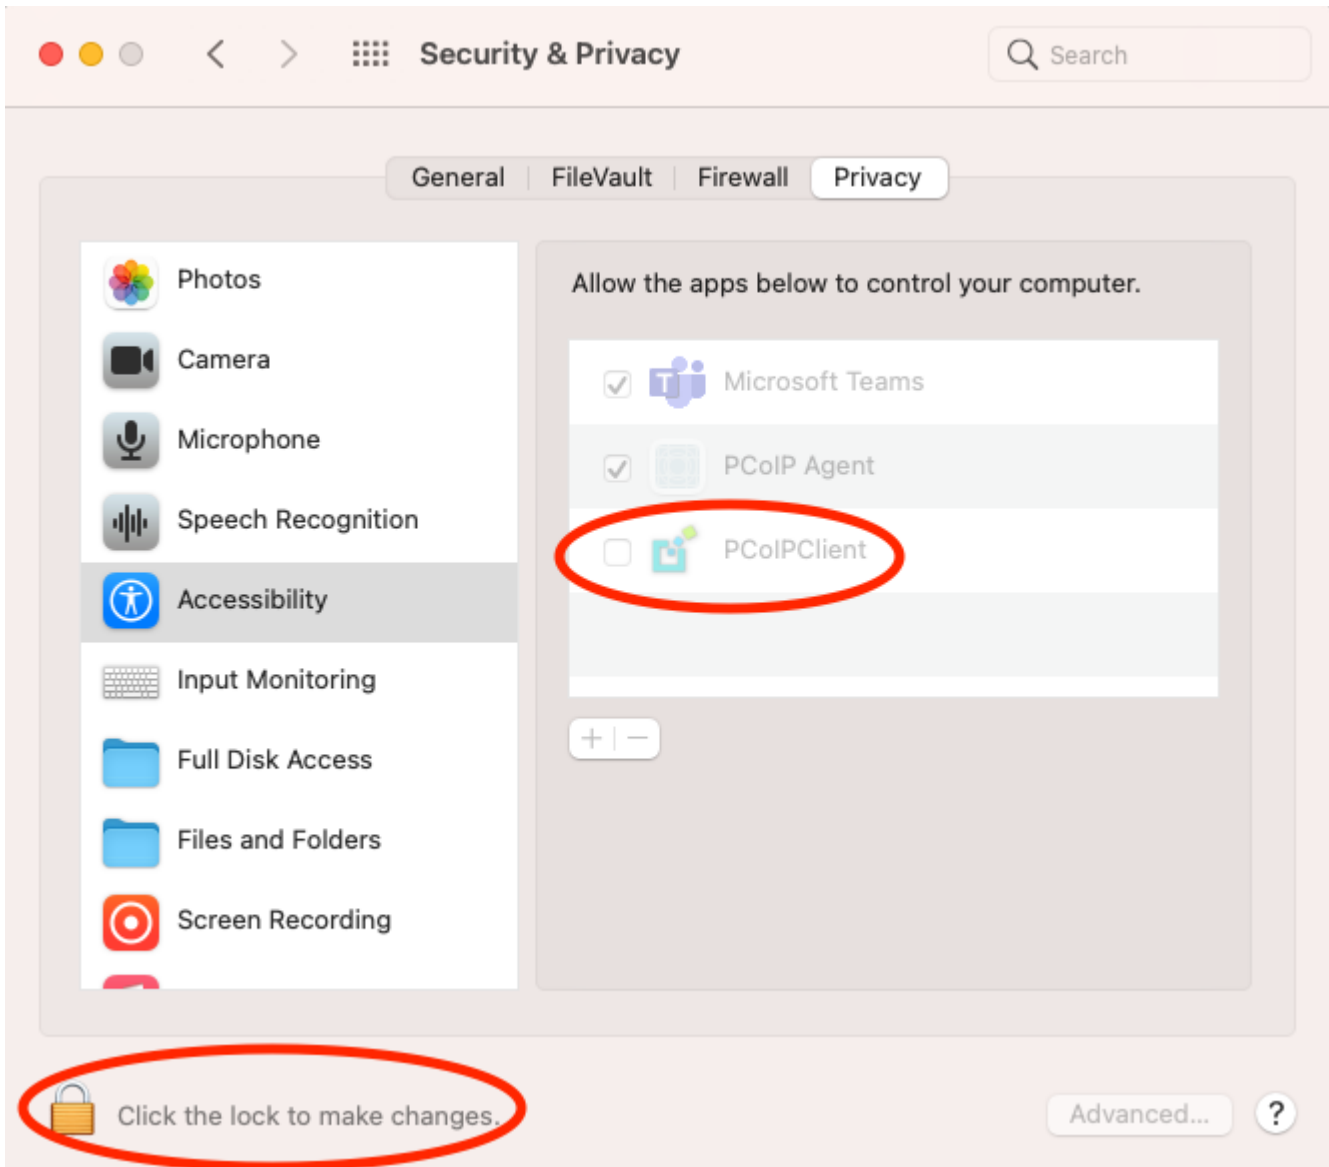 Security & Privacy
Search
General
FileVault
Firewall
Privacy
Photos
Camera
Microphone
Speech Recognition
Accessibility
Input Monitoring
Full Disk Access
Files and Folders
Screen Recording
Allow the apps below to control your computer.
T
Microsoft Teams
PCoIP Agent
PCoIPClient
Click the lock to make changes.
Advanced...
?